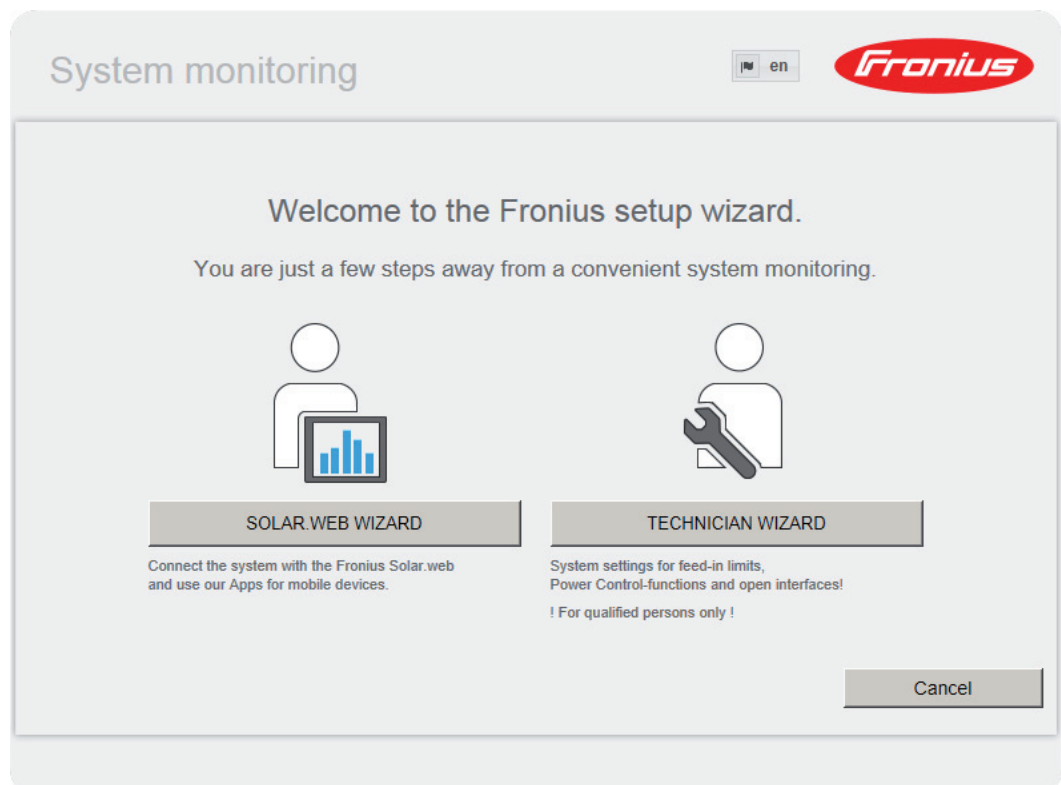 System monitoring
en
Fronius
Welcome to the Fronius setup wizard.
You are just a few steps away from a convenient system monitoring.
SOLAR.WEB WIZARD
Connect the system with the Fronius Solar.web
and use our Apps for mobile devices.
TECHNICIAN WIZARD
System settings for feed-in limits,
Power Control-functions and open interfaces!
! For qualified persons only !
Cancel